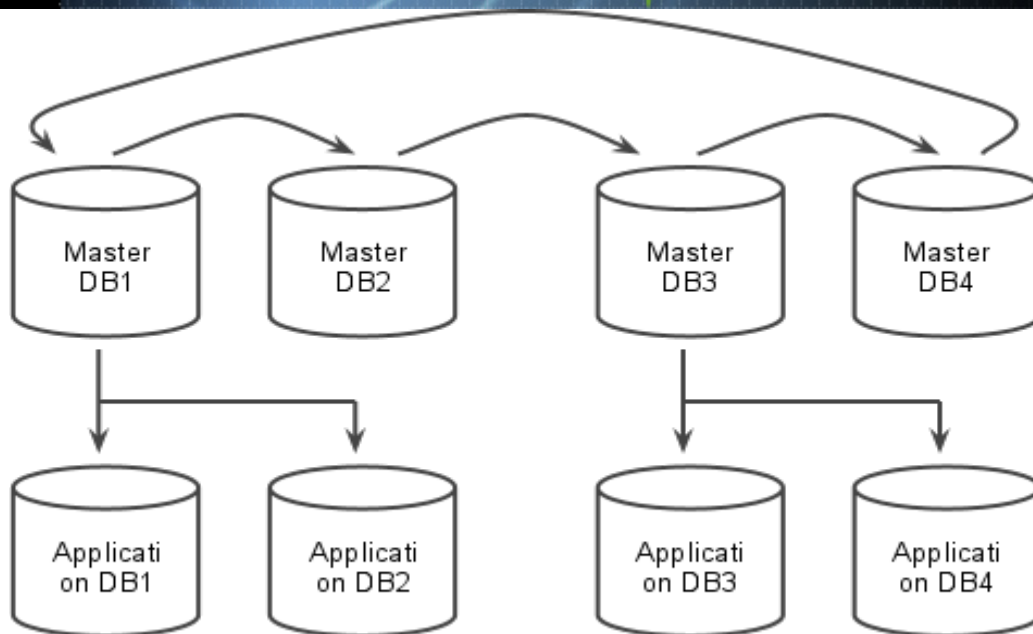 Master
DB1
Master
DB2
Master
DB3
Master
DB4
Applicati
on DB1
Applicati
on DB2
Applicati
on DB3
Applicati
on DB4